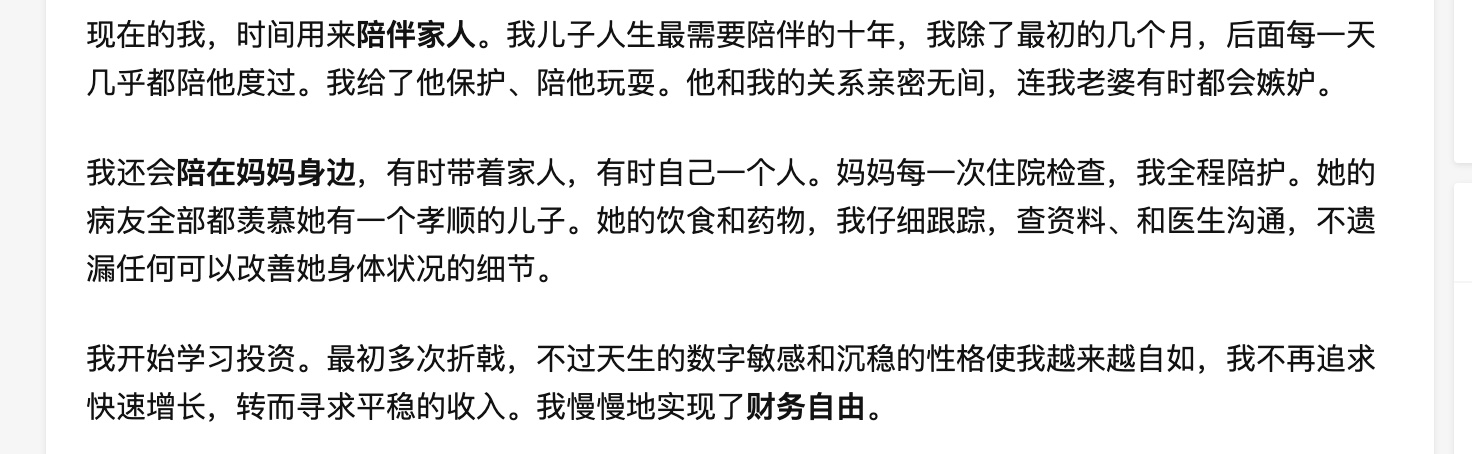 现在的我，时间用来陪伴家人。我儿子人生最需要陪伴的十年，我除了最初的几个月，后面每一天
几乎都陪他度过。我给了他保护、陪他玩耍。他和我的关系亲密无间，连我老婆有时都会嫉妒。
我还会陪在妈妈身边，有时带着家人，有时自己一个人。妈妈每一次住院检查，我全程陪护。她的
病友全部都羡慕她有一个孝顺的儿子。她的饮食和药物，我仔细跟踪，查资料、和医生沟通，不遗
漏任何可以改善她身体状况的细节。
我开始学习投资。最初多次折戟，不过天生的数字敏感和沉稳的性格使我越来越自如，我不再追求
快速增长，转而寻求平稳的收入。我慢慢地实现了财务自由。